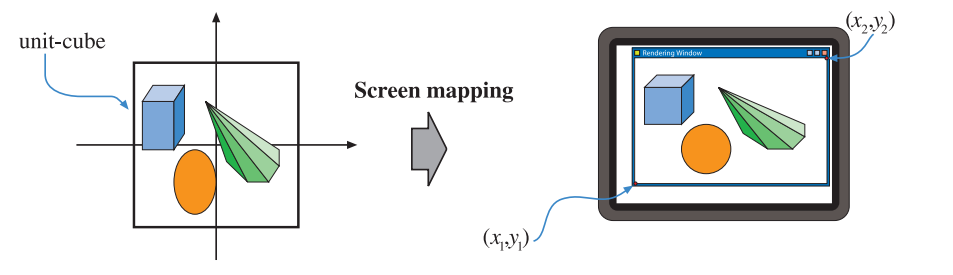 unit-cube
Screen mapping
Rendering Window
(x₂,y₂)
(x₁,y₁)